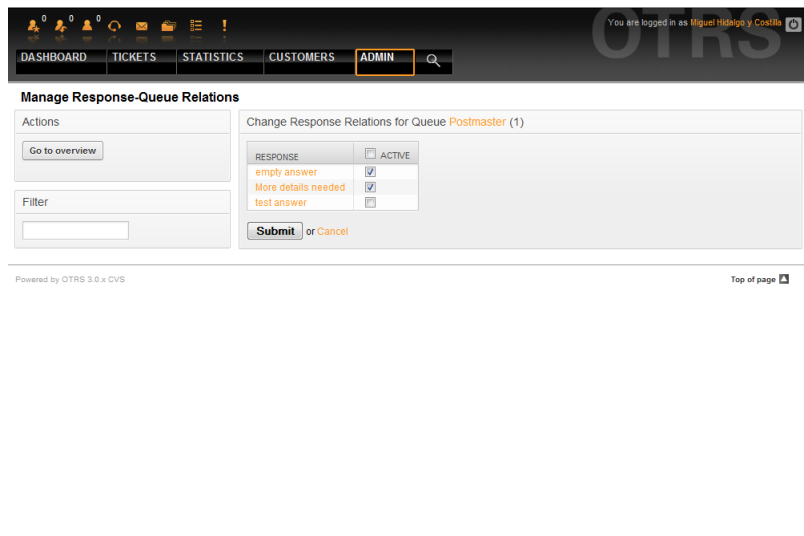 0 0 0
You are logged in as Miguel Hidalgo y Costilla
OTRS
DASHBOARD TICKETS STATISTICS CUSTOMERS ADMIN
Manage Response-Queue Relations
Actions
Go to overview
Filter
Change Response Relations for Queue Postmaster (1)
RESPONSE ACTIVE
empty answer
More details needed
test answer
Submit or Cancel
Powered by OTRS 3.0.x CVS
Top of page